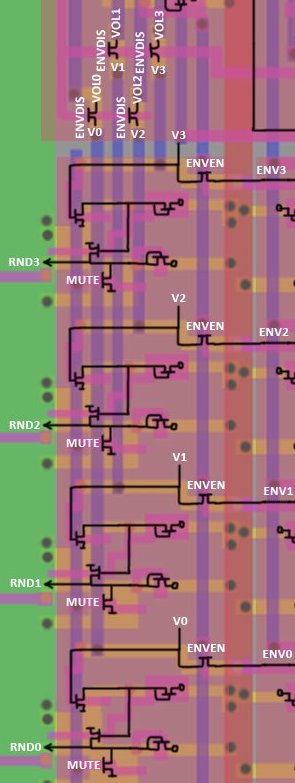 ENVDIS VOL1
ENVDIS VOL3
V1
V3
ENVDIS VOL0
ENVDIS VOL2
V0
V2
V3
ENVEN
ENV3
RND3
MUTE
V2
ENVEN
ENV2
RND2
MUTE
V1
ENVEN
ENV1
RND1
MUTE
V0
ENVEN
ENV0
RND0
MUTE